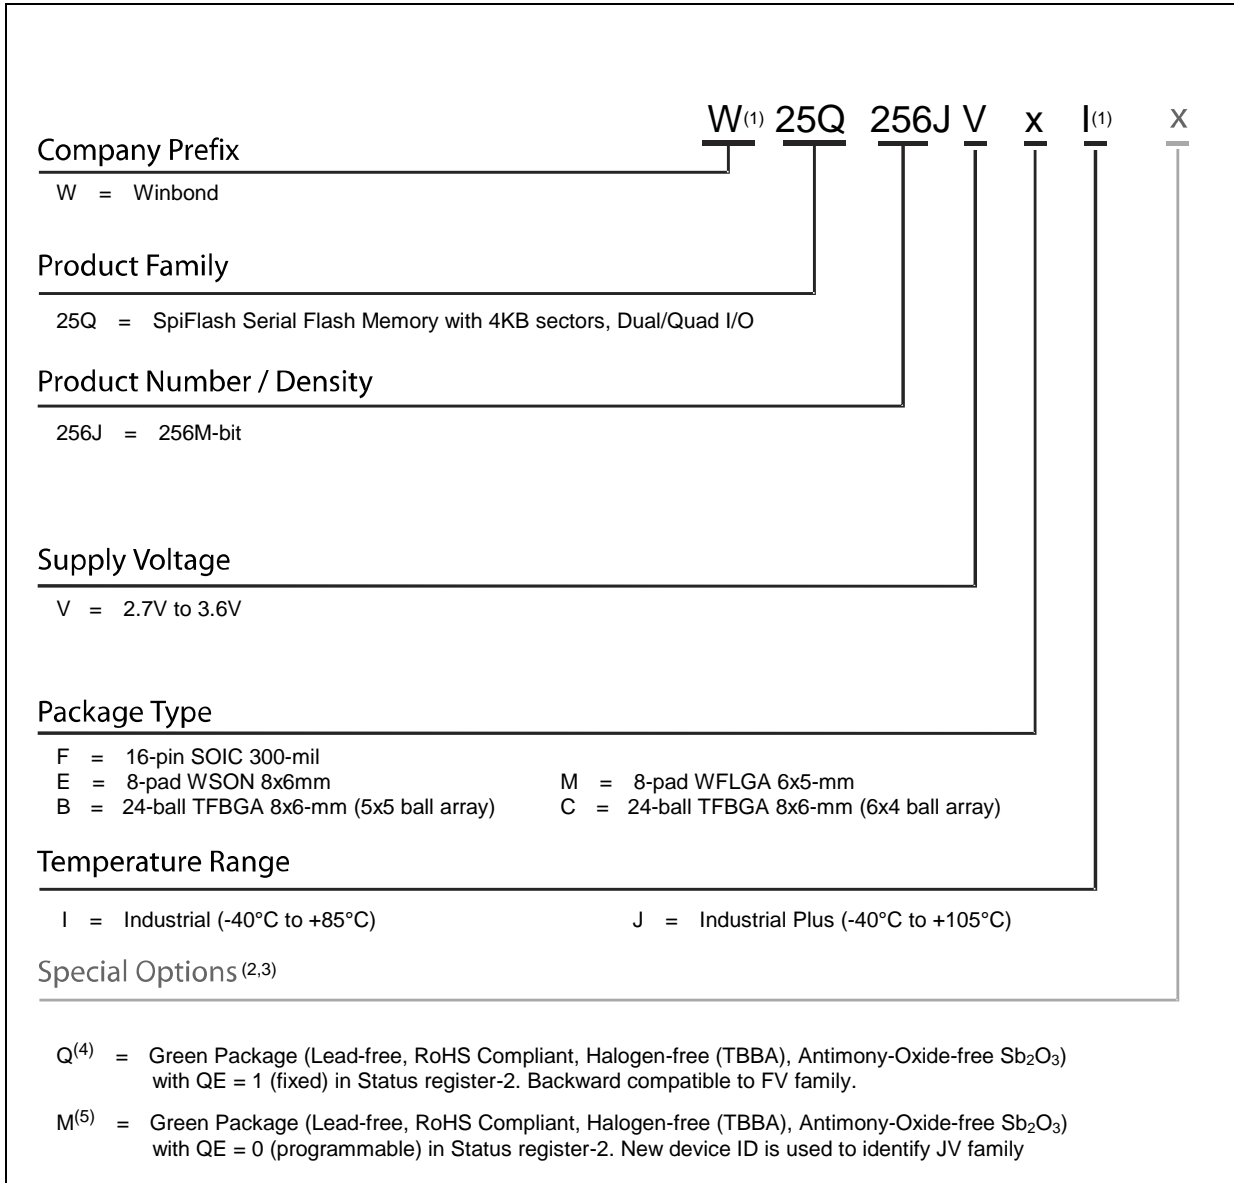 W(1) 25Q 256J V x I(1) x
Company Prefix
W = Winbond
Product Family
25Q = SpiFlash Serial Flash Memory with 4KB sectors, Dual/Quad I/O
Product Number / Density
256J = 256M-bit
Supply Voltage
V = 2.7V to 3.6V
Package Type
F = 16-pin SOIC 300-mil
E = 8-pad WSON 8x6mm M = 8-pad WFLGA 6x5-mm
B = 24-ball TFBGA 8x6-mm (5x5 ball array) C = 24-ball TFBGA 8x6-mm (6x4 ball array)
Temperature Range
I = Industrial (-40°C to +85°C) J = Industrial Plus (-40°C to +105°C)
Special Options (2,3)
Q(4) = Green Package (Lead-free, RoHS Compliant, Halogen-free (TBBA), Antimony-Oxide-free Sb₂O₃)
with QE = 1 (fixed) in Status register-2. Backward compatible to FV family.
M(5) = Green Package (Lead-free, RoHS Compliant, Halogen-free (TBBA), Antimony-Oxide-free Sb₂O₃)
with QE = 0 (programmable) in Status register-2. New device ID is used to identify JV family